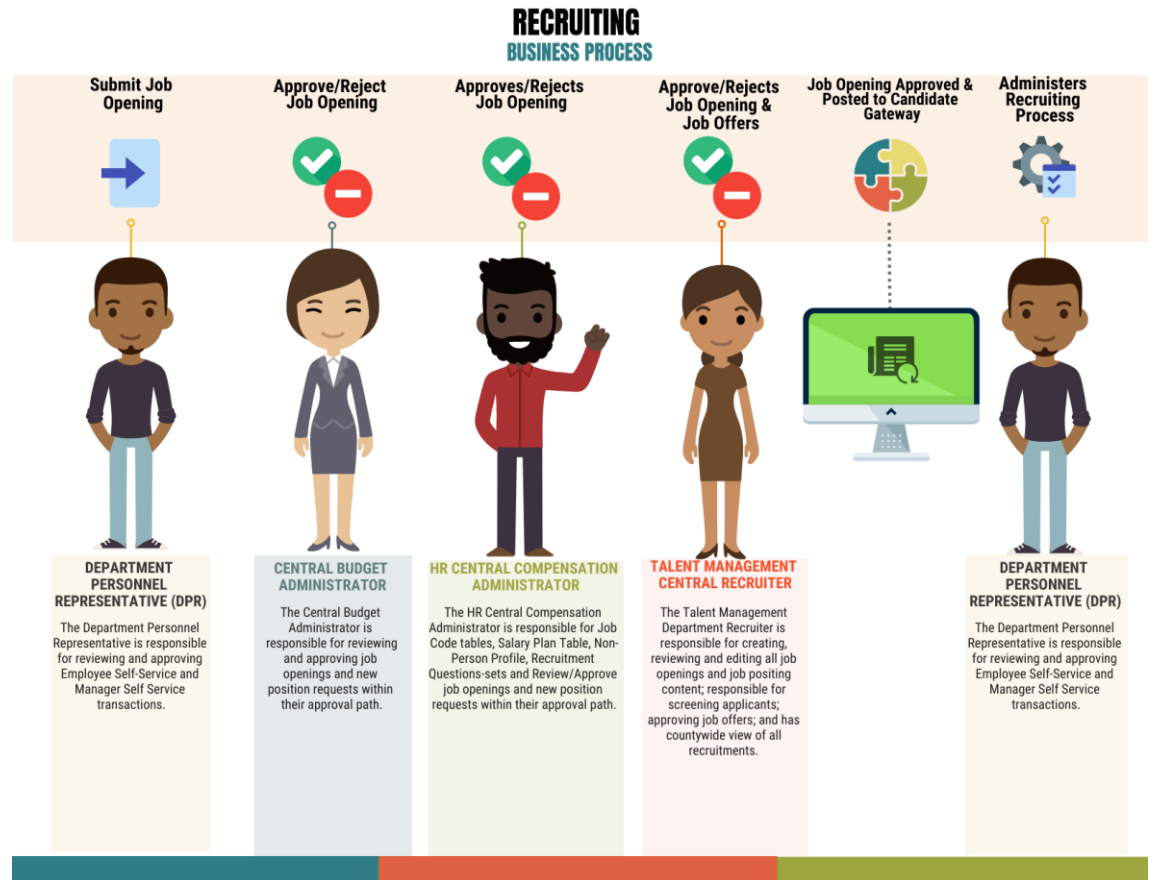 RECRUITING
BUSINESS PROCESS
Submit Job
Opening
Approve/Reject
Job Opening
Approves/Rejects
Job Opening
Approve/Rejects
Job Opening &
Job Offers
Job Opening Approved &
Posted to Candidate
Gateway
Administers
Recruiting
Process
DEPARTMENT
PERSONNEL
REPRESENTATIVE (DPR)
The Department Personnel
Representative is responsible
for reviewing and approving
Employee Self-Service and
Manager Self Service
transactions.
CENTRAL BUDGET
ADMINISTRATOR
The Central Budget
Administrator is
responsible for reviewing
and approving job
openings and new
position requests within
their approval path.
HR CENTRAL COMPENSATION
ADMINISTRATOR
The HR Central Compensation
Administrator is responsible for Job
Code tables, Salary Plan Table, Non-
Person Profile, Recruitment
Questions-sets and Review/Approve
job openings and new position
requests within their approval path.
TALENT MANAGEMENT
CENTRAL RECRUITER
The Talent Management
Department Recruiter is
responsible for creating,
reviewing and editing all job
openings and job positing
content; responsible for
screening applicants;
approving job offers; and has
countywide view of all
recruitments.
DEPARTMENT
PERSONNEL
REPRESENTATIVE (DPR)
The Department Personnel
Representative is responsible
for reviewing and approving
Employee Self-Service and
Manager Self Service
transactions.